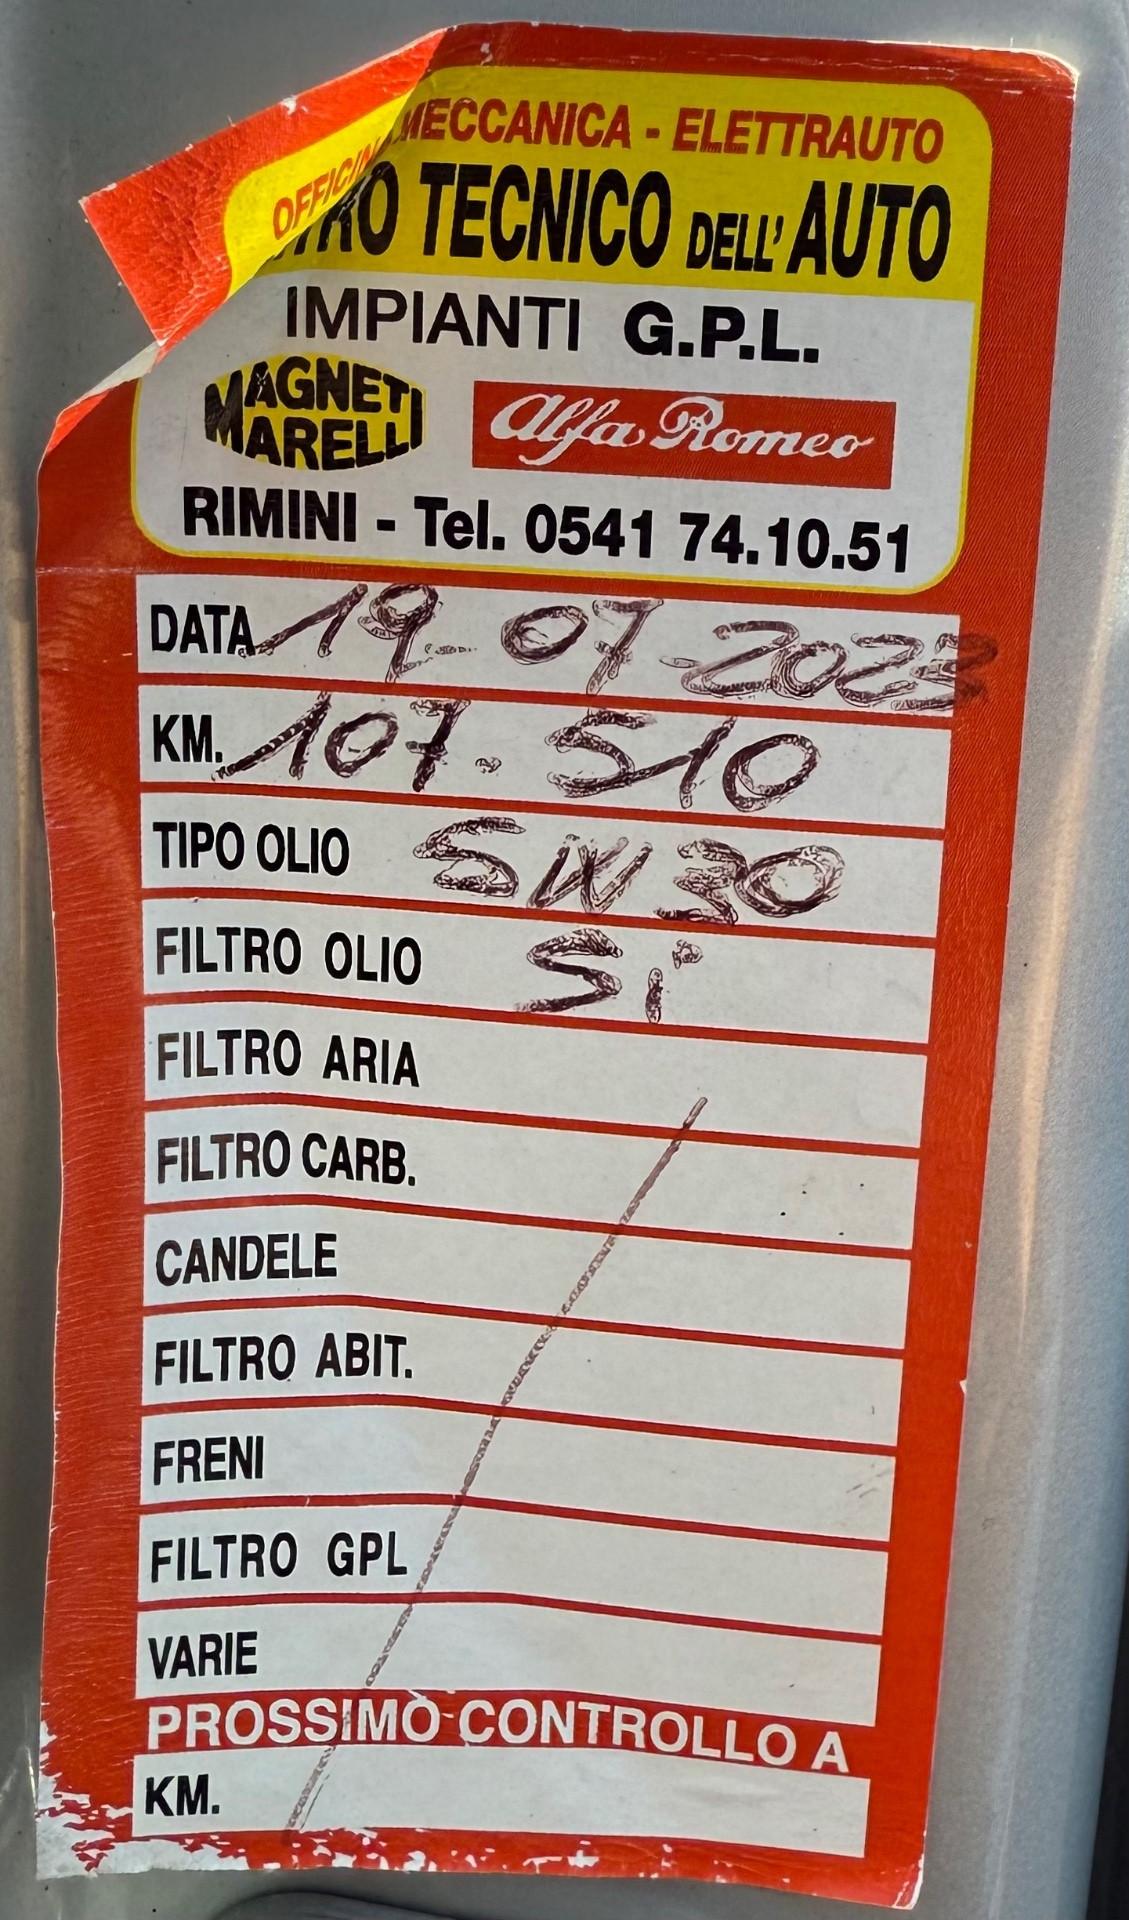 OFFICINA MECCANICA - ELETTRAUTO
TRO TECNICO DELL' AUTO
IMPIANTI G.P.L.
MAGNETI MARELLI
Alfa Romeo
RIMINI - Tel. 0541 74.10.51
DATA 19-07-2023
KM. 107.510
TIPO OLIO 5W30
FILTRO OLIO Si
FILTRO ARIA
FILTRO CARB.
CANDELE
FILTRO ABIT.
FRENI
FILTRO GPL
VARIE
PROSSIMO CONTROLLO A
KM.